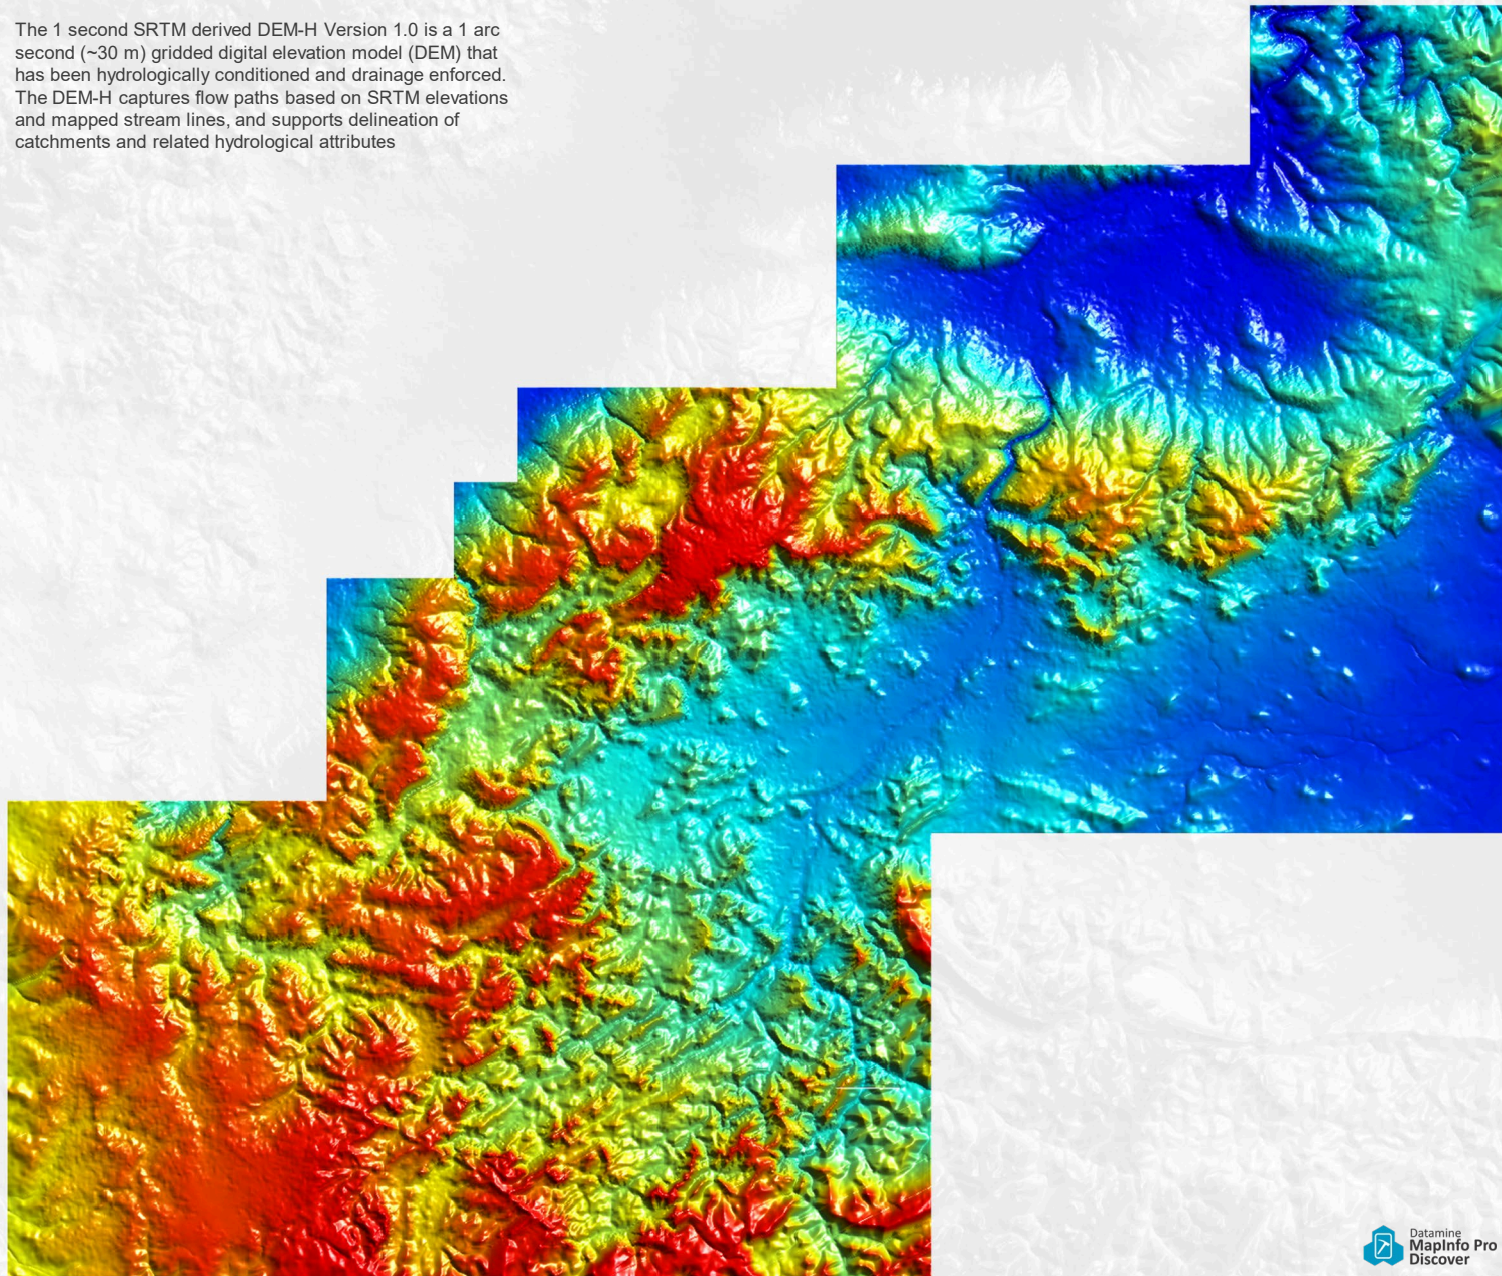 The 1 second SRTM derived DEM-H Version 1.0 is a 1 arc
second (~30 m) gridded digital elevation model (DEM) that
has been hydrologically conditioned and drainage enforced.
The DEM-H captures flow paths based on SRTM elevations
and mapped stream lines, and supports delineation of
catchments and related hydrological attributes
Datamine
MapInfo Pro
Discover